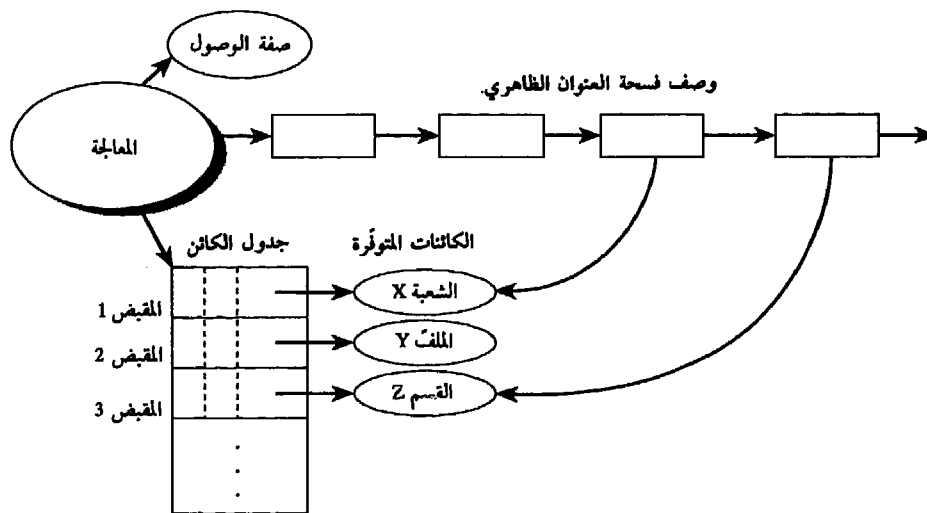 صفة الوصول
وصف فسحة العنوان الظاهري.
المعالجة
جدول الكائن
الكائنات المتوفّرة
المقبض 1
الشعبة X
المقبض 2
الملفّ Y
المقبض 3
القسم Z